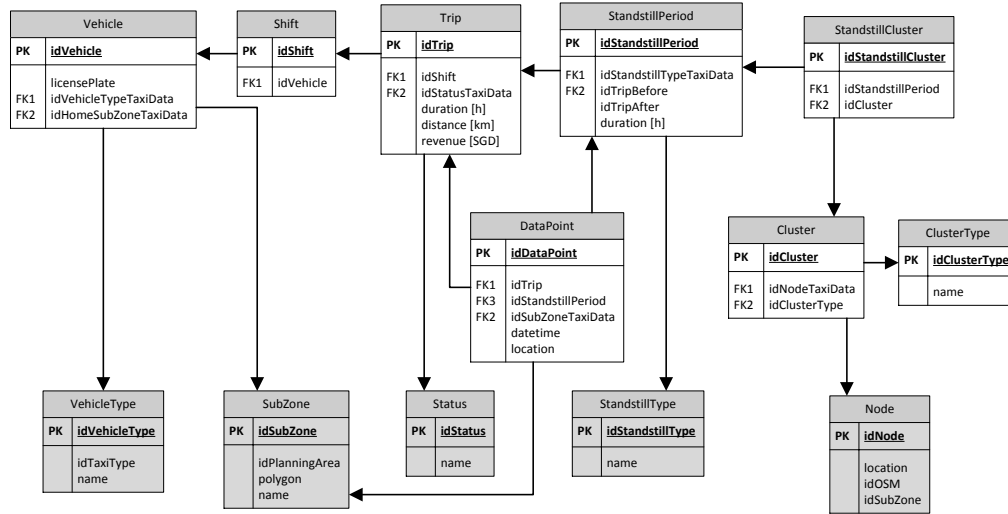 Vehicle
PK idVehicle
licensePlate
FK1 idVehicleTypeTaxiData
FK2 idHomeSubZoneTaxiData
Shift
PK idShift
FK1 idVehicle
Trip
PK idTrip
FK1 idShift
FK2 idStatusTaxiData
duration [h]
distance [km]
revenue [SGD]
StandstillPeriod
PK idStandstillPeriod
FK1 idStandstillTypeTaxiData
FK2 idTripBefore
idTripAfter
duration [h]
StandstillCluster
PK idStandstillCluster
FK1 idStandstillPeriod
FK2 idCluster
DataPoint
PK idDataPoint
FK1 idTrip
FK3 idStandstillPeriod
FK2 idSubZoneTaxiData
datetime
location
Cluster
PK idCluster
FK1 idNodeTaxiData
FK2 idClusterType
ClusterType
PK idClusterType
name
VehicleType
PK idVehicleType
idTaxiType
name
SubZone
PK idSubZone
idPlanningArea
polygon
name
Status
PK idStatus
name
StandstillType
PK idStandstillType
name
Node
PK idNode
location
idOSM
idSubZone